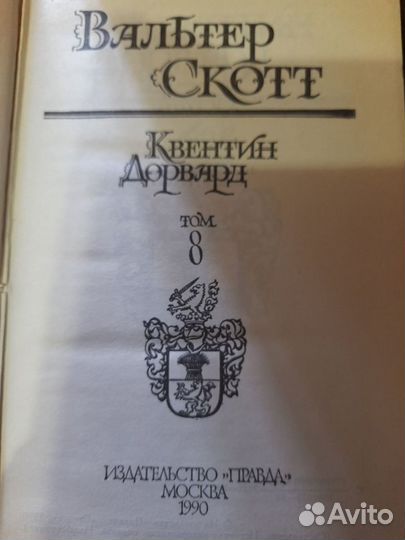 Вальтер
Скотт
Квентин
Дорвард
том
8
ИЗДАТЕЛЬСТВО „ПРАВДА“
МОСКВА
1990
Avito